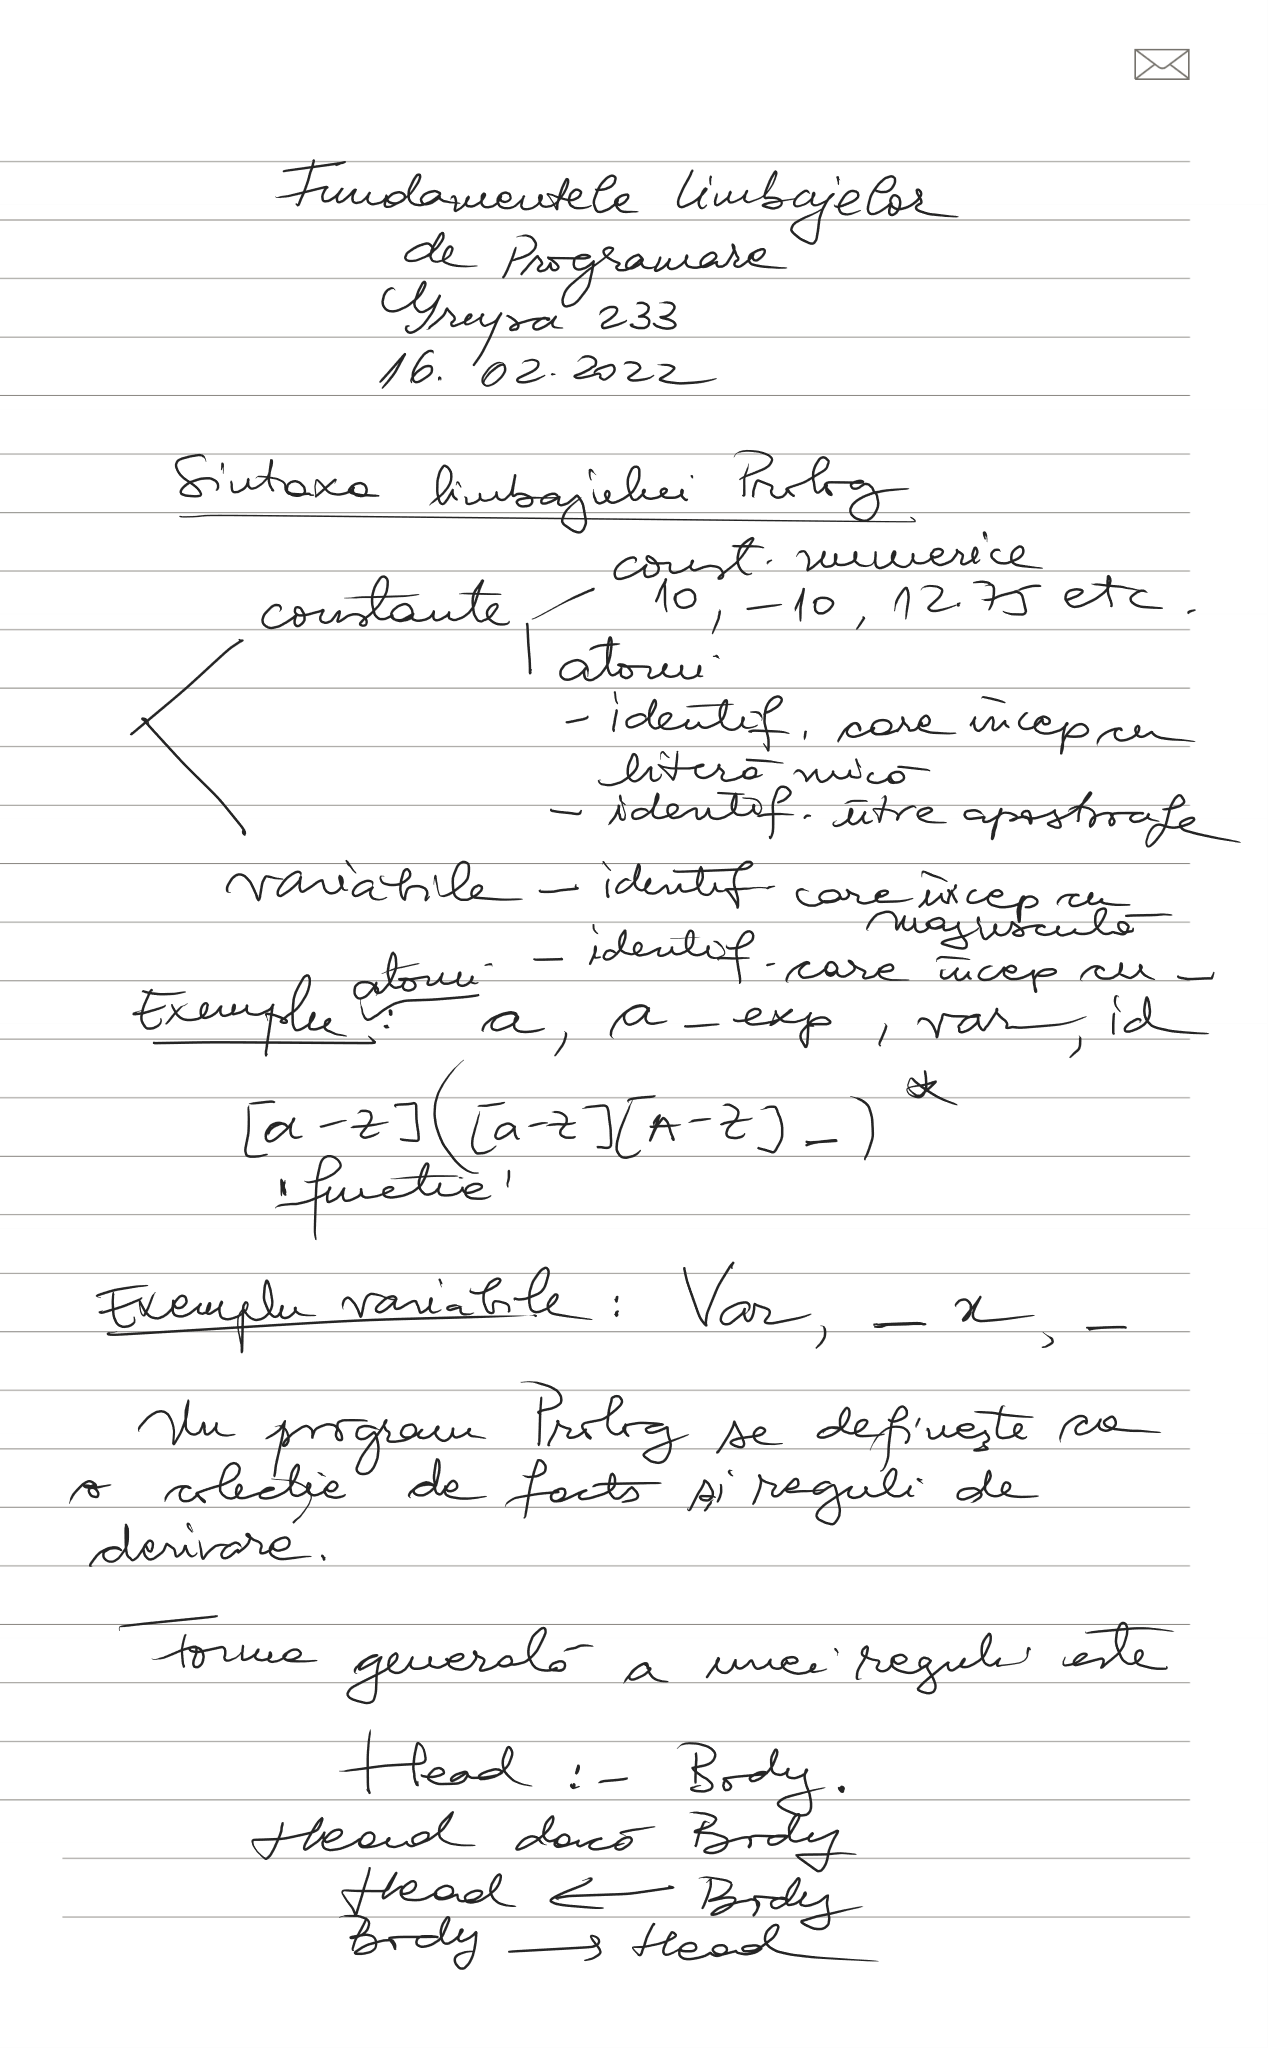 Fundamentele limbajelor
de Programare
Grupa 233
16. 02. 2022
Sintaxa limbajului Prolog
const. numerice
constante 10, -10, 12.75 etc.
atomi
- identif. care încep cu
literă mică
- identif. între apostrofe
variabile - identif. care încep cu
majusculă
- identif. care încep cu _
Exemplu atomi : a, a_exp, var, id
[a-z]([a-z][A-Z]_)*
'functie'
Exemplu variabile : Var, _x, _
Un program Prolog se definește ca
o colecție de facts și reguli de
derivare.
Forma generală a unei reguli este
Head :- Body.
Head dacă Body
Head ← Body
Body → Head